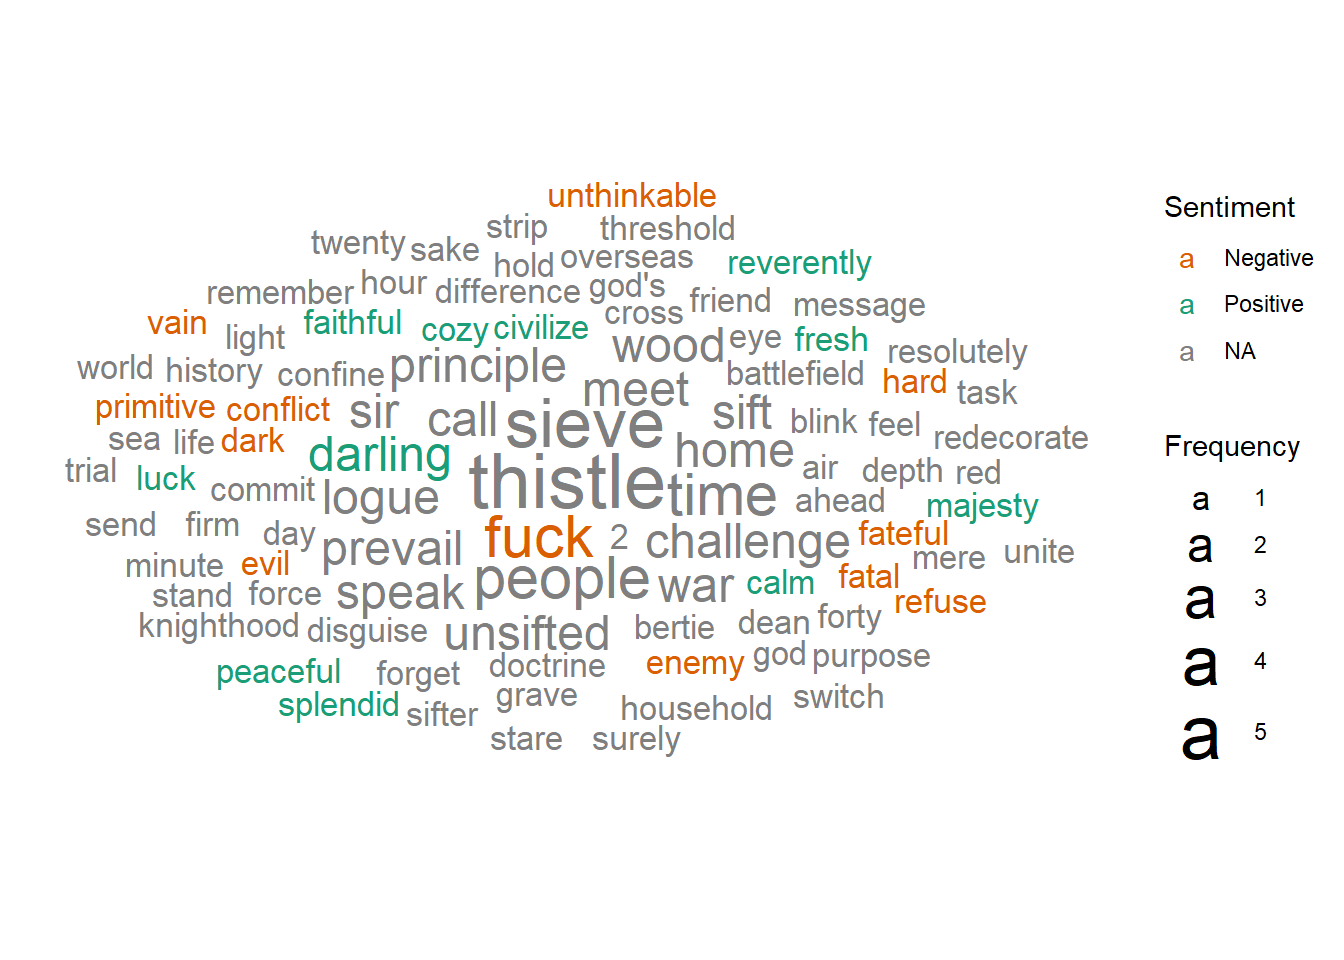 unthinkable
strip threshold
twenty sake hold overseas reverently
remember hour difference god's friend message
vain light faithful cozy civilize cross wood eye fresh resolutely
world history confine principle meet battlefield hard task
primitive conflict sir call sieve sift blink feel redecorate
sea life dark darling home air depth red
trial luck commit logue thistle time ahead majesty
send firm day prevail fuck 2 challenge fateful mere unite
minute evil people war calm fatal
stand force speak refuse
knighthood disguise unsifted bertie dean forty
peaceful forget doctrine enemy god purpose
splendid sifter grave household switch
stare surely
Sentiment
a Negative
a Positive
a NA
Frequency
a 1
a 2
a 3
a 4
a 5